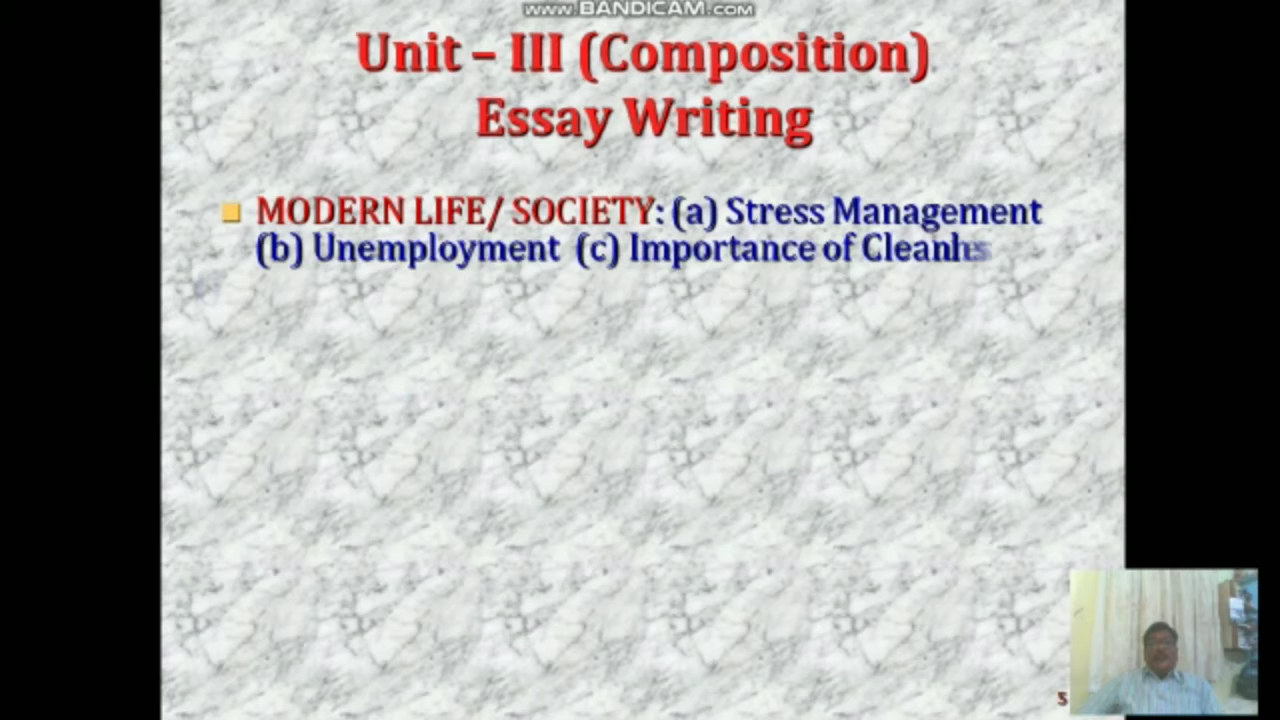 www.BANDICAM.com
Unit – III (Composition)
Essay Writing
MODERN LIFE/ SOCIETY: (a) Stress Management
(b) Unemployment (c) Importance of
5